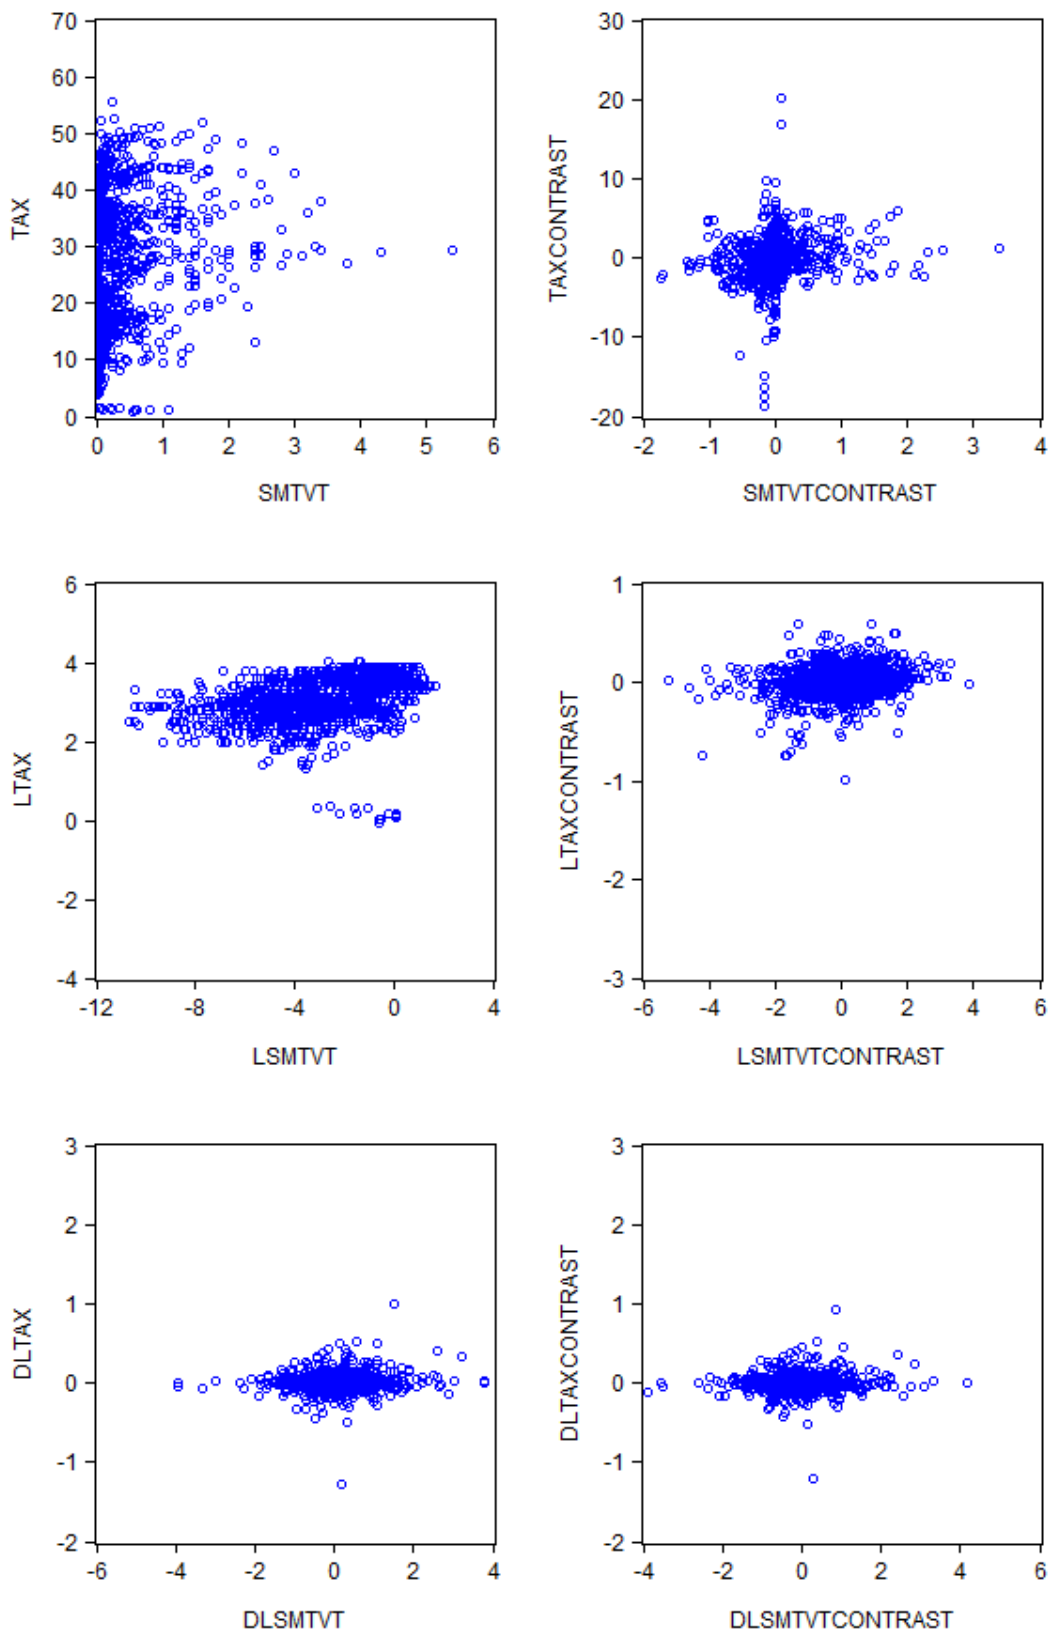 70
60
50
40
30
20
10
0
TAX
0 1 2 3 4 5 6
SMTVT
30
20
10
0
-10
-20
TAXCONTRAST
-2 -1 0 1 2 3 4
SMTVTCONTRAST
6
4
2
0
-2
-4
LTAX
-12 -8 -4 0 4
LSMTVT
1
0
-1
-2
-3
LTAXCONTRAST
-6 -4 -2 0 2 4 6
LSMTVTCONTRAST
3
2
1
0
-1
-2
DLTAX
-6 -4 -2 0 2 4
DLSMTVT
3
2
1
0
-1
-2
DLTAXCONTRAST
-4 -2 0 2 4 6
DLSMTVTCONTRAST